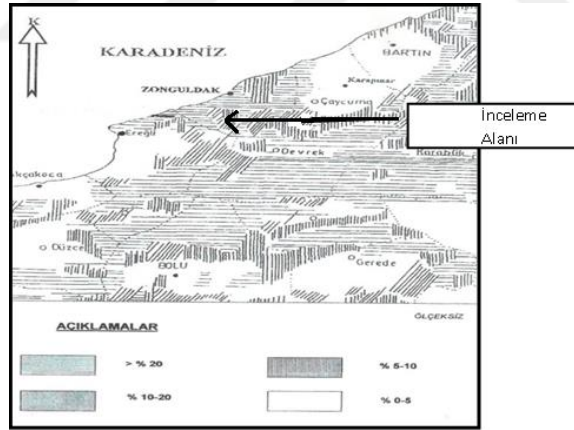 K
KARADENİZ
BARTIN
ZONGULDAK
Karapınar
Çaycuma
İnceleme
Alanı
Ereğli
Devrek
Karabük
kçakoca
Düzce
BOLU
Gerede
ÖLÇEKSİZ
AÇIKLAMALAR
> % 20
% 5-10
% 10-20
% 0-5